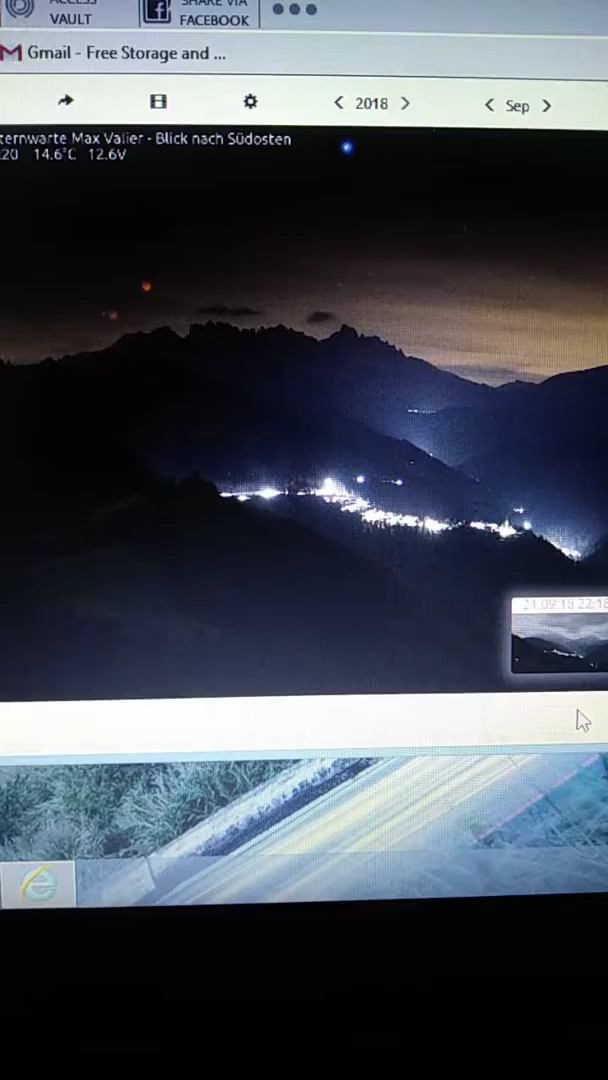 ACCESS
VAULT
SHARE VIA
FACEBOOK
Gmail - Free Storage and ...
2018
Sep
ternwarte Max Valier - Blick nach Südosten
:20 14.6°C 12.6V
21.09.18 22:18